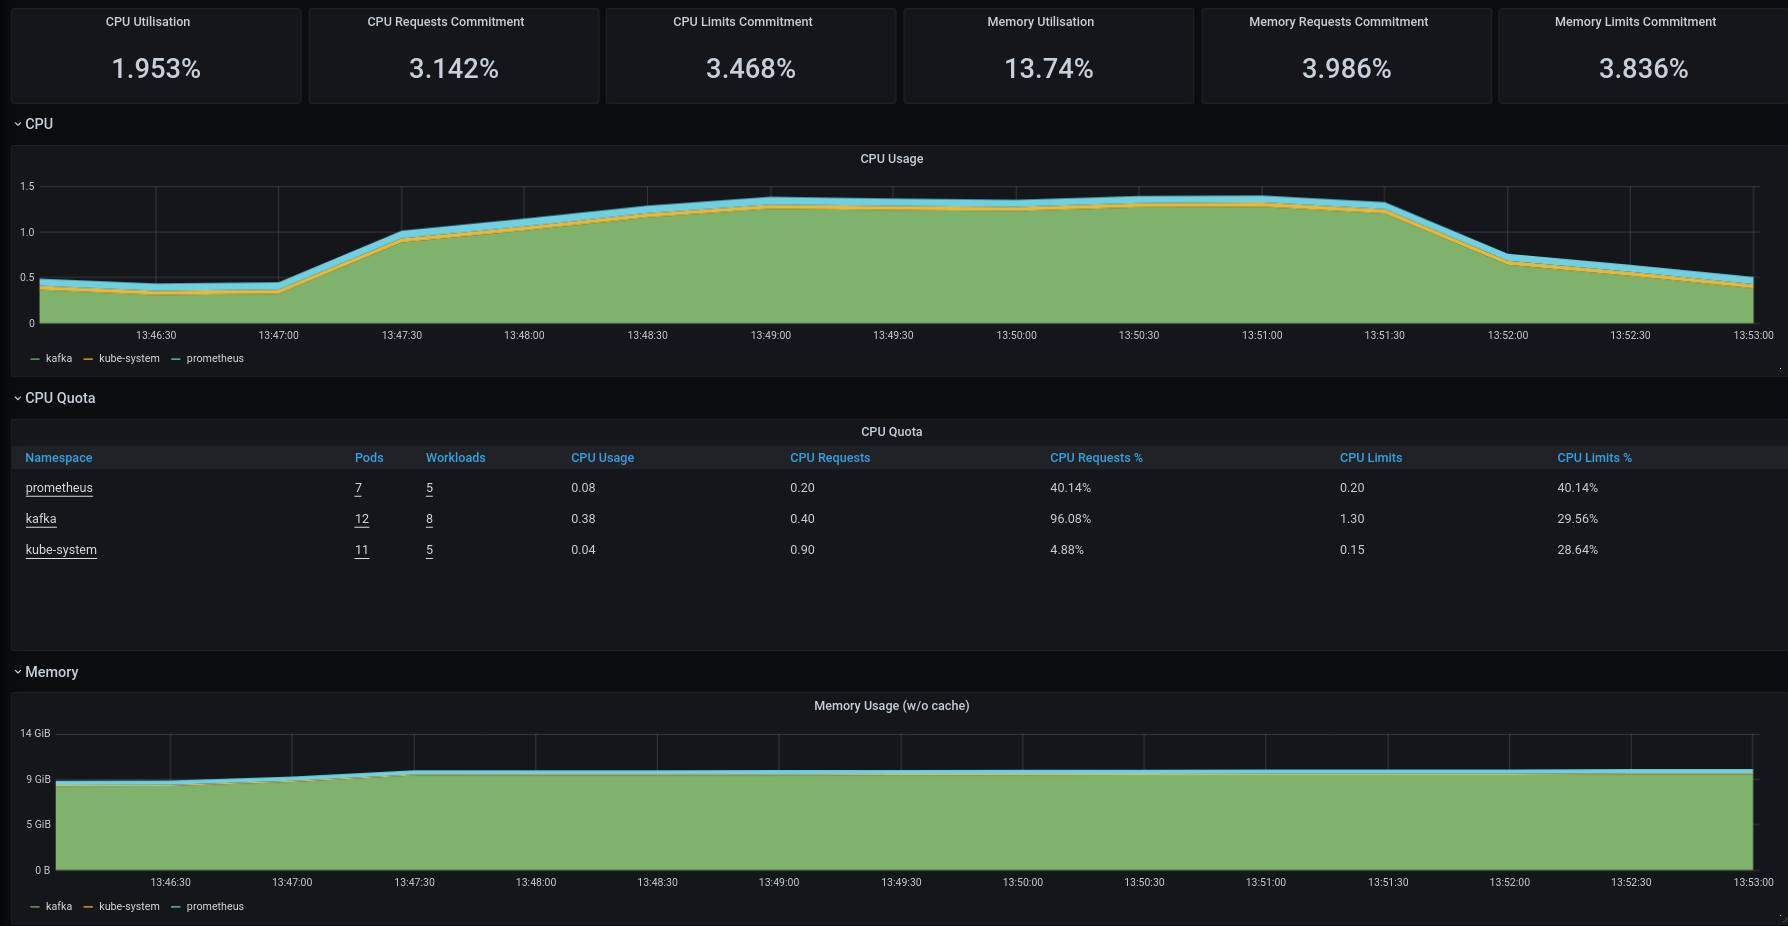 CPU Utilisation CPU Requests Commitment CPU Limits Commitment Memory Utilisation Memory Requests Commitment Memory Limits Commitment
1.953% 3.142% 3.468% 13.74% 3.986% 3.836%
CPU
CPU Usage
1.5
1.0
0.5
0
13:46:30 13:47:00 13:47:30 13:48:00 13:48:30 13:49:00 13:49:30 13:50:00 13:50:30 13:51:00 13:51:30 13:52:00 13:52:30 13:53:00
kafka kube-system prometheus
CPU Quota
CPU Quota
Namespace Pods Workloads CPU Usage CPU Requests CPU Requests % CPU Limits CPU Limits %
prometheus 7 5 0.08 0.20 40.14% 0.20 40.14%
kafka 12 8 0.38 0.40 96.08% 1.30 29.56%
kube-system 11 5 0.04 0.90 4.88% 0.15 28.64%
Memory
Memory Usage (w/o cache)
14 GiB
9 GiB
5 GiB
0 B
13:46:30 13:47:00 13:47:30 13:48:00 13:48:30 13:49:00 13:49:30 13:50:00 13:50:30 13:51:00 13:51:30 13:52:00 13:52:30 13:53:00
kafka kube-system prometheus